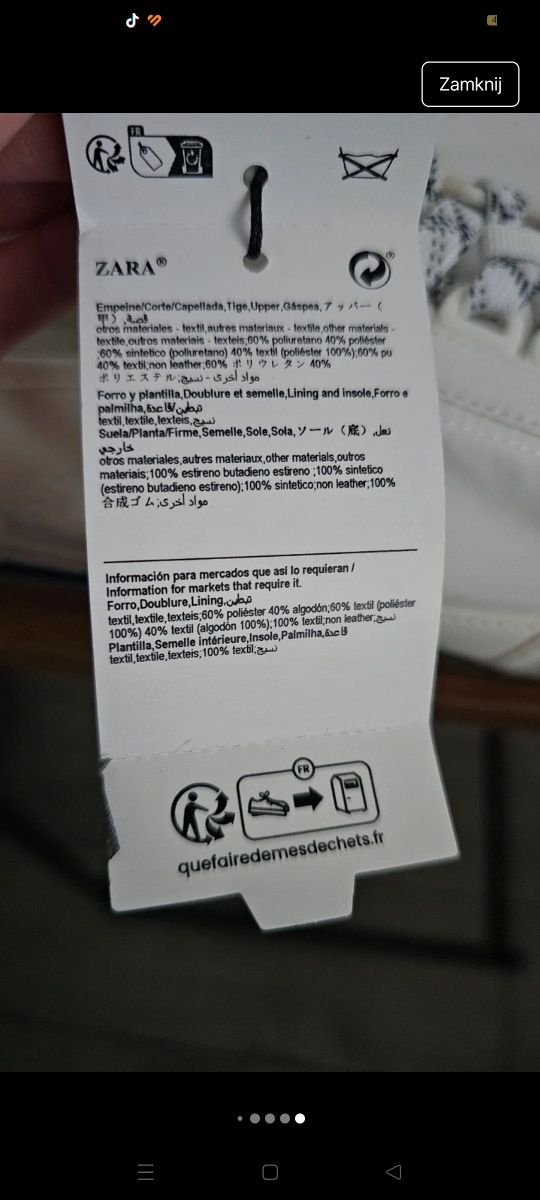 Zamknij
FR
ZARA®
Empeine/Corte/Capellada,Tige,Upper,Gáspea,アッパー（
甲）,قصة
otros materiales - textil,autres materiaux - textile,other materials -
textile,outros materiais - texteis;60% poliuretano 40% poliéster
;60% sintetico (poliuretano) 40% textil (poliéster 100%);60% pu
40% textil;non leather;60% ポリウレタン 40%
ポリエステル;مواد أخرى - نسيج
Forro y plantilla,Doublure et semelle,Lining and insole,Forro e
palmilha,تبطين/قاعدة
textil,textile,texteis,نسيج
Suela/Planta/Firme,Semelle,Sole,Sola,ソール（底）,نعل
خارجي
otros materiales,autres materiaux,other materials,outros
materiais;100% estireno butadieno estireno ;100% sintetico
(estireno butadieno estireno);100% sintetico;non leather;100%
合成ゴム;مواد أخرى
Información para mercados que así lo requieran /
Information for markets that require it.
Forro,Doublure,Lining,تبطين
textil,textile,texteis;60% poliéster 40% algodón;60% textil (poliéster
100%) 40% textil (algodón 100%);100% textil;non leather;نسيج
Plantilla,Semelle intérieure,Insole,Palmilha,قاعدة
textil,textile,texteis;100% textil;نسيج
FR
quefairedemesdechets.fr